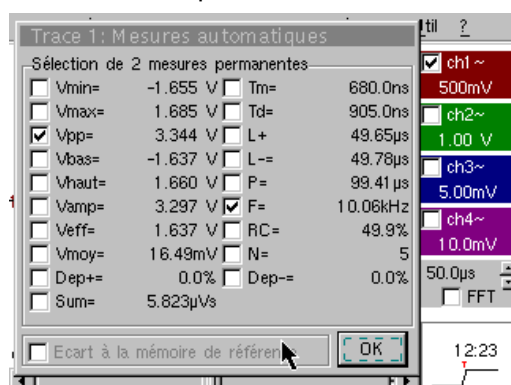 Trace 1: Mesures automatiques
Sélection de 2 mesures permanentes
Vmin= -1.655 V Tm= 680.0ns
Vmax= 1.685 V Td= 905.0ns
Vpp= 3.344 V L+ 49.65µs
Vbas= -1.637 V L-= 49.78µs
Vhaut= 1.660 V P= 99.41µs
Vamp= 3.297 V F= 10.06kHz
Veff= 1.637 V RC= 49.9%
Vmoy= 16.49mV N= 5
Dep+= 0.0% Dep-= 0.0%
Sum= 5.823µVs
Ecart à la mémoire de
OK
?
ch1~
500mV
ch2~
1.00 V
ch3~
5.00mV
ch4~
10.0mV
50.0µs
FFT
12:23